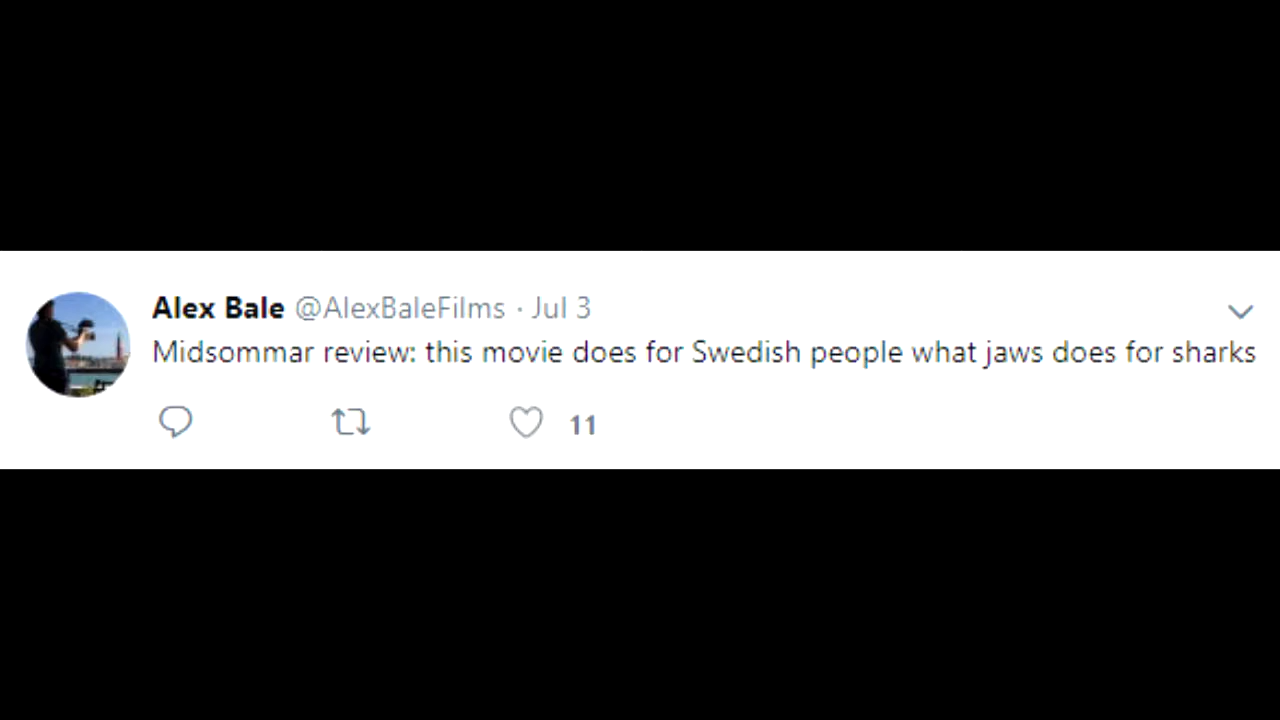 Alex Bale @AlexBaleFilms · Jul 3
Midsommar review: this movie does for Swedish people what jaws does for sharks
11